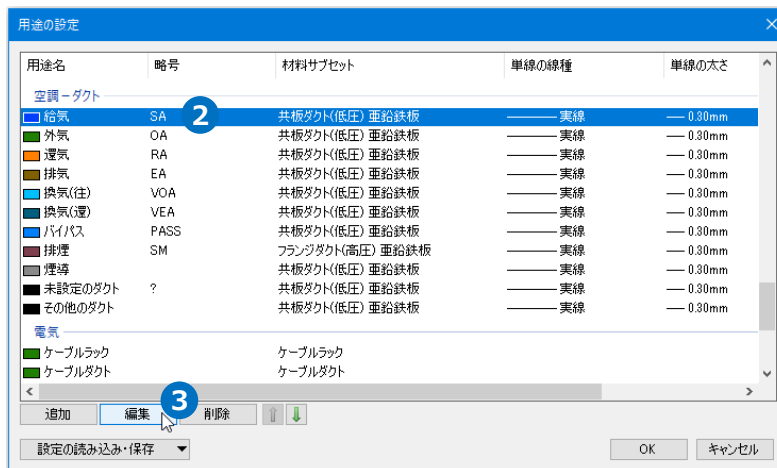 用途の設定
用途名 略号 材料サブセット 単線の線種 単線の太さ
空調－ダクト
給気 SA 2 共板ダクト(低圧) 亜鉛鉄板 実線 0.30mm
外気 OA 共板ダクト(低圧) 亜鉛鉄板 実線 0.30mm
還気 RA 共板ダクト(低圧) 亜鉛鉄板 実線 0.30mm
排気 EA 共板ダクト(低圧) 亜鉛鉄板 実線 0.30mm
換気(往) VOA 共板ダクト(低圧) 亜鉛鉄板 実線 0.30mm
換気(還) VEA 共板ダクト(低圧) 亜鉛鉄板 実線 0.30mm
バイパス PASS 共板ダクト(低圧) 亜鉛鉄板 実線 0.30mm
排煙 SM フランジダクト(高圧) 亜鉛鉄板 実線 0.30mm
煙導 共板ダクト(低圧) 亜鉛鉄板 実線 0.30mm
未設定のダクト ? 共板ダクト(低圧) 亜鉛鉄板 実線 0.30mm
その他のダクト 共板ダクト(低圧) 亜鉛鉄板 実線 0.30mm
電気
ケーブルラック ケーブルラック
ケーブルダクト ケーブルダクト
追加 編集 3 削除
設定の読み込み・保存 OK キャンセル